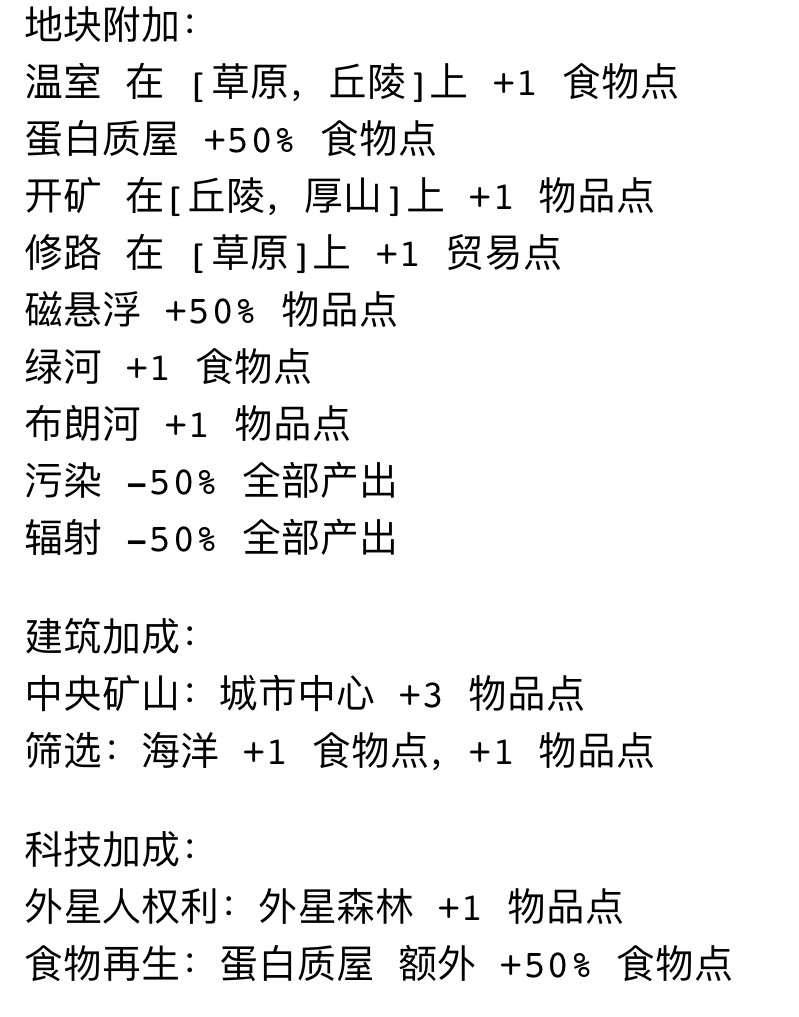 地块附加：
温室 在 [草原, 丘陵]上 +1 食物点
蛋白质屋 +50% 食物点
开矿 在[丘陵, 厚山]上 +1 物品点
修路 在 [草原]上 +1 贸易点
磁悬浮 +50% 物品点
绿河 +1 食物点
布朗河 +1 物品点
污染 -50% 全部产出
辐射 -50% 全部产出
建筑加成：
中央矿山：城市中心 +3 物品点
筛选：海洋 +1 食物点, +1 物品点
科技加成：
外星人权利：外星森林 +1 物品点
食物再生：蛋白质屋 额外 +50% 食物点